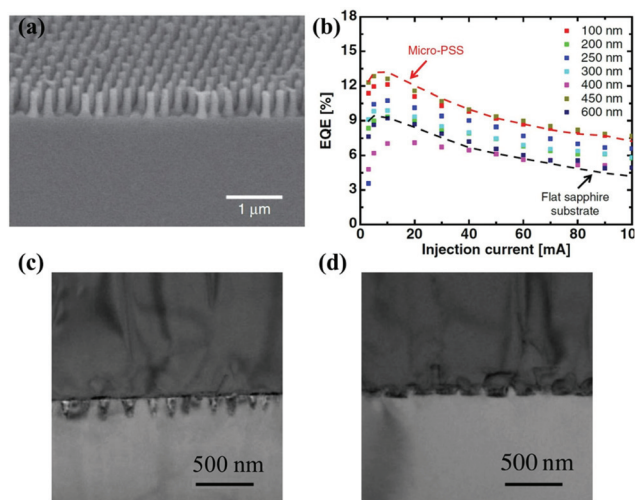 (a)
1 μm
(b)
EQE [%]
18
15
12
9
6
3
0
Micro-PSS
100 nm
200 nm
250 nm
300 nm
400 nm
450 nm
600 nm
Flat sapphire
substrate
0 20 40 60 80 100
Injection current [mA]
(c)
500 nm
(d)
500 nm